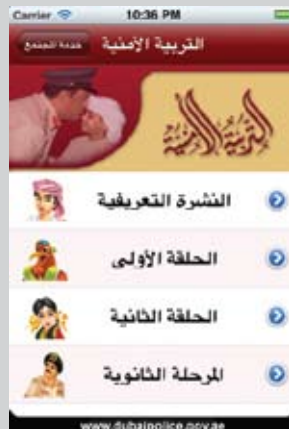 Carrier 10:36 PM
التربية الأمنية
خدمة المجتمع
التربية الأمنية
النشرة التعريفية
الحلقة الأولى
الحلقة الثانية
المرحلة الثانوية
www.dubaipolice.gov.ae